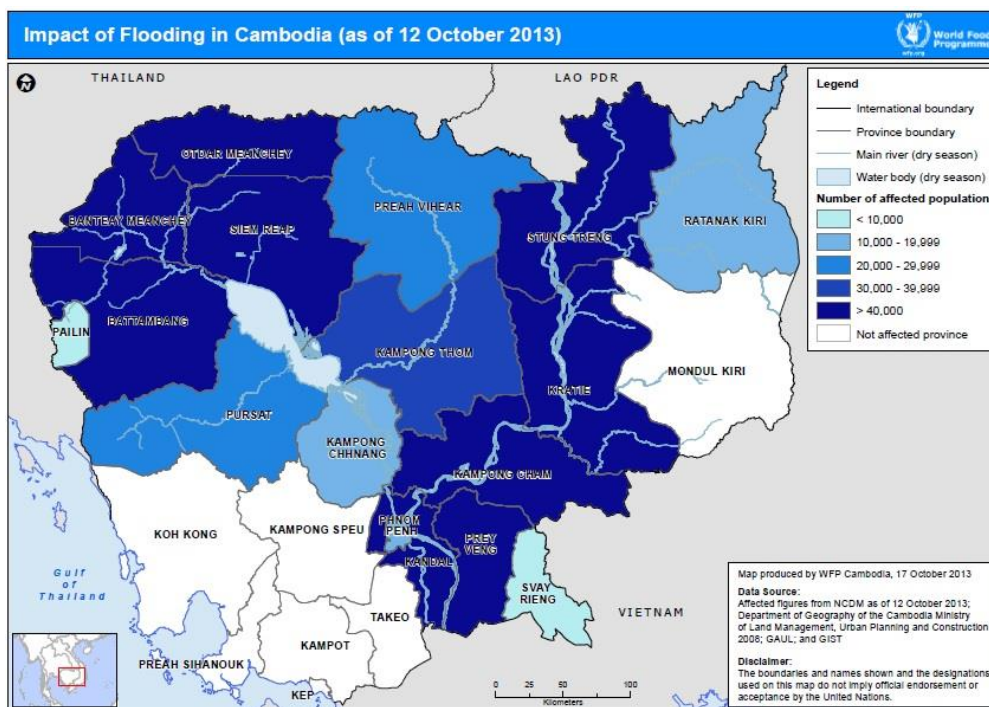 Impact of Flooding in Cambodia (as of 12 October 2013)
WFP
wfp.org
World Food
Programme
THAILAND
LAO PDR
N
OTDAR MEANCHEY
BANTEAY MEANCHEY
SIEM REAP
PREAH VIHEAR
STUNG TRENG
RATANAK KIRI
PAILIN
BATTAMBANG
KAMPONG THOM
MONDUL KIRI
KRATIE
PURSAT
KAMPONG
CHHNANG
KAMPONG CHAM
KOH KONG
KAMPONG SPEU
PHNOM
PENH
PREY
VENG
KANDAL
SVAY
RIENG
Gulf
of
Thailand
TAKEO
VIETNAM
KAMPOT
PREAH SIHANOUK
KEP
0 25 50 100
Kilometers
Legend
International boundary
Province boundary
Main river (dry season)
Water body (dry season)
Number of affected population
< 10,000
10,000 - 19,999
20,000 - 29,999
30,000 - 39,999
> 40,000
Not affected province
Map produced by WFP Cambodia, 17 October 2013
Data Source:
Affected figures from NCDM as of 12 October 2013;
Department of Geography of the Cambodia Ministry
of Land Management, Urban Planning and Construction
2008; GAUL; and GIST
Disclaimer:
The boundaries and names shown and the designations
used on this map do not imply official endorsement or
acceptance by the United Nations.